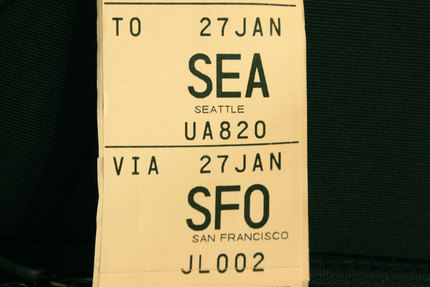 TO 27JAN
SEA
SEATTLE
UA820
VIA 27JAN
SFO
SAN FRANCISCO
JL002